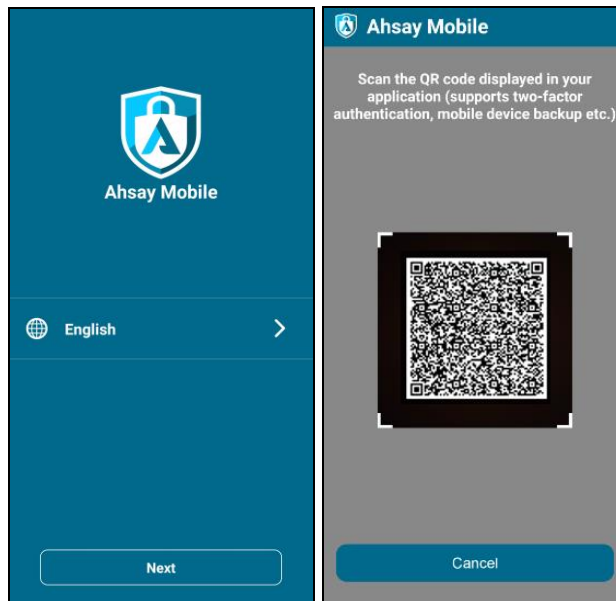 Ahsay Mobile
English
Next
Ahsay Mobile
Scan the QR code displayed in your
application (supports two-factor
authentication, mobile device backup etc.)
Cancel